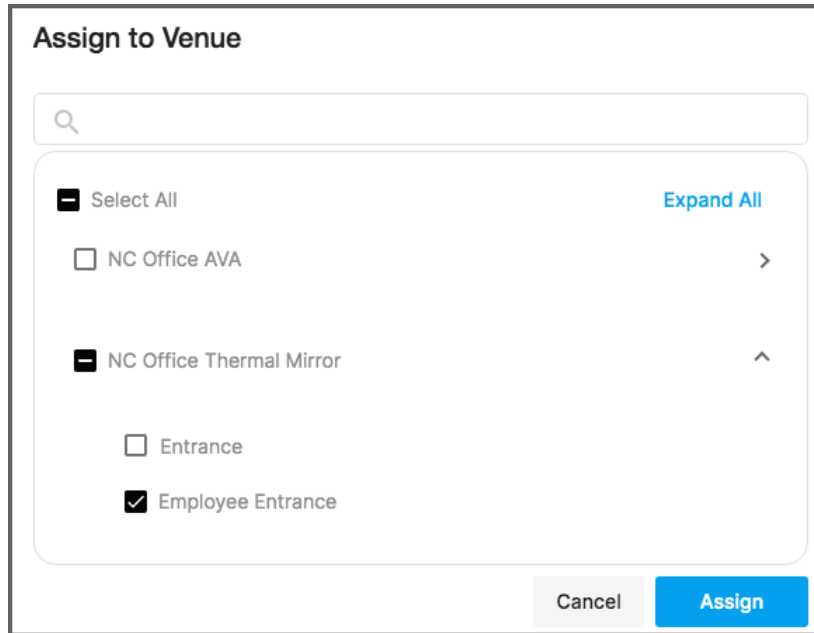 Assign to Venue
Select All Expand All
NC Office AVA
NC Office Thermal Mirror
Entrance
Employee Entrance
Cancel Assign